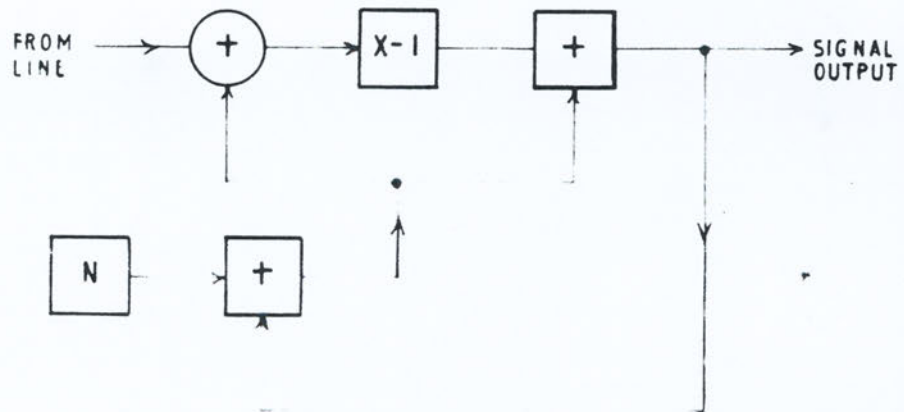 FROM
LINE
+
X-1
+
SIGNAL
OUTPUT
N
+